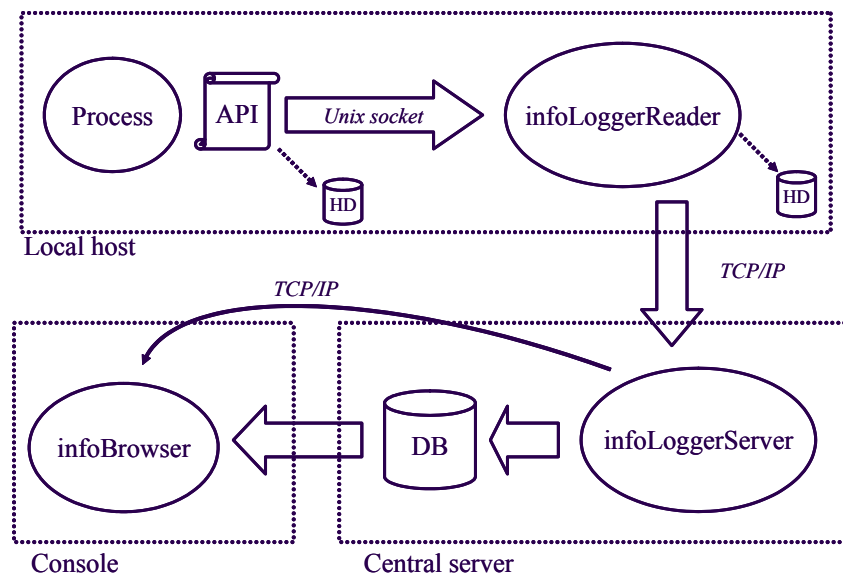 Process
API
Unix socket
infoLoggerReader
HD
HD
Local host
TCP/IP
TCP/IP
infoBrowser
DB
infoLoggerServer
Console
Central server